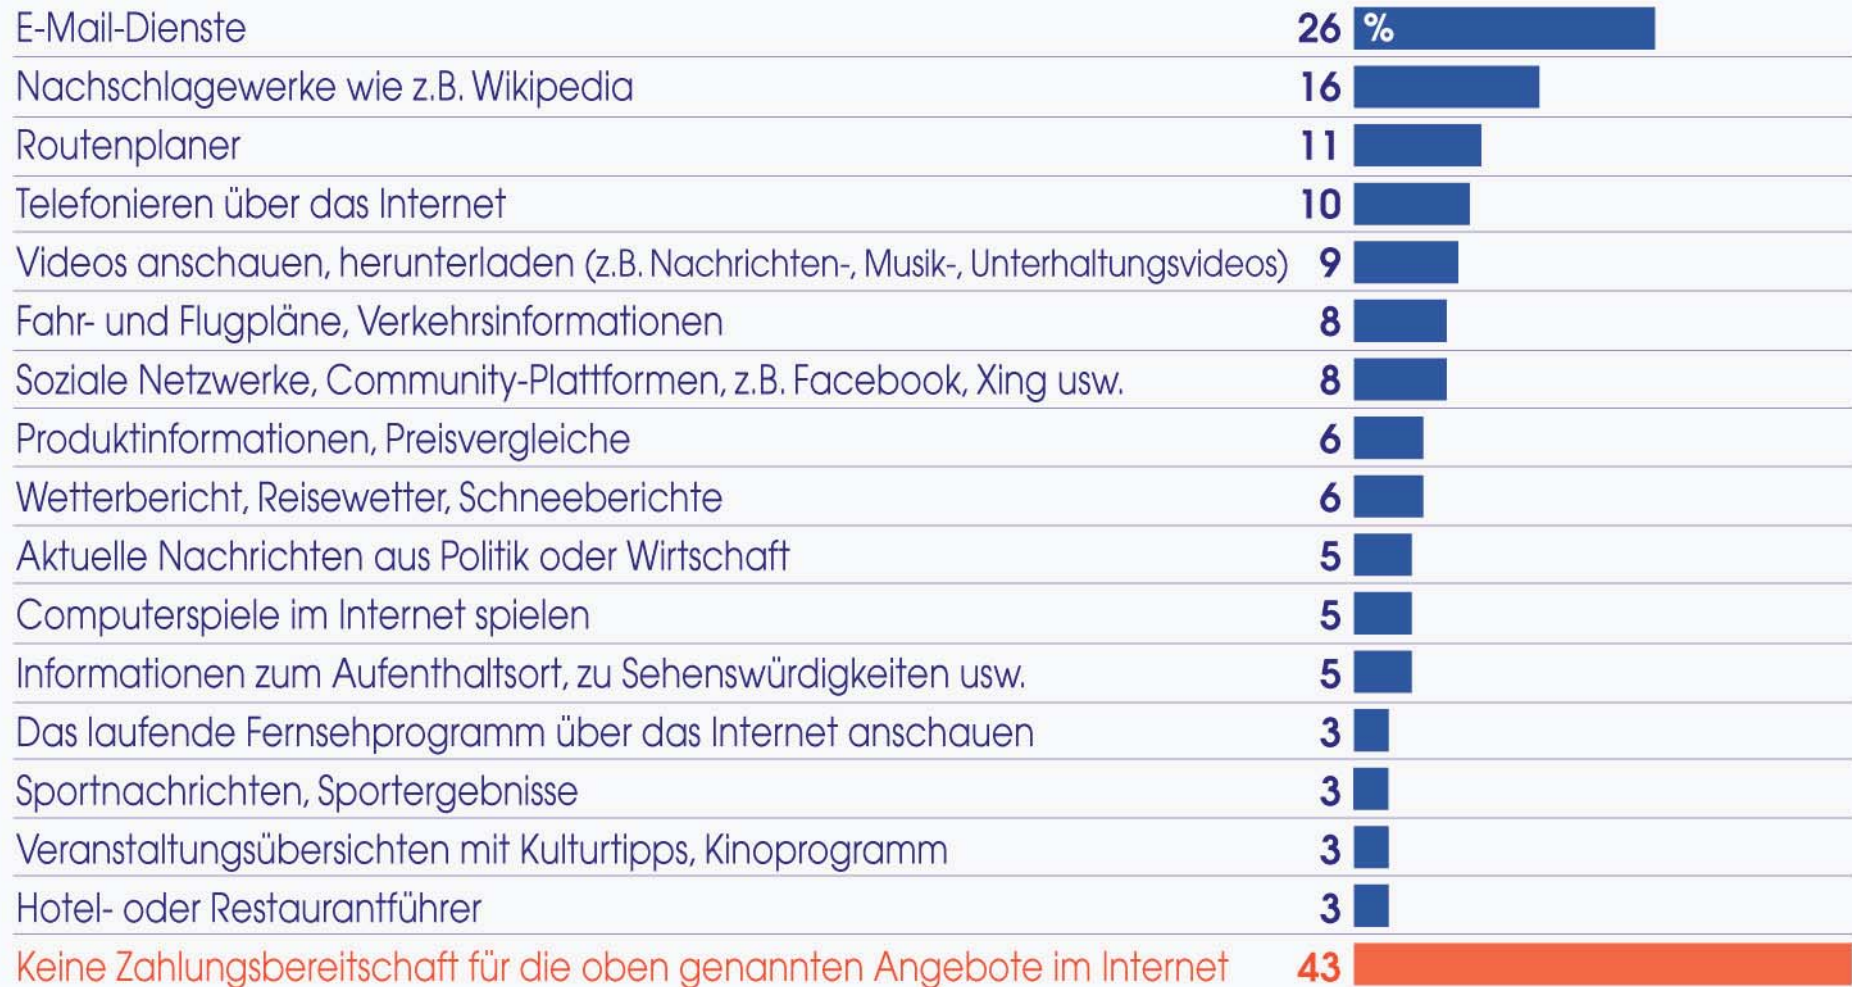 E-Mail-Dienste 26 %
Nachschlagewerke wie z.B. Wikipedia 16
Routenplaner 11
Telefonieren über das Internet 10
Videos anschauen, herunterladen (z.B. Nachrichten-, Musik-, Unterhaltungsvideos) 9
Fahr- und Flugpläne, Verkehrsinformationen 8
Soziale Netzwerke, Community-Plattformen, z.B. Facebook, Xing usw. 8
Produktinformationen, Preisvergleiche 6
Wetterbericht, Reisewetter, Schneeberichte 6
Aktuelle Nachrichten aus Politik oder Wirtschaft 5
Computerspiele im Internet spielen 5
Informationen zum Aufenthaltsort, zu Sehenswürdigkeiten usw. 5
Das laufende Fernsehprogramm über das Internet anschauen 3
Sportnachrichten, Sportergebnisse 3
Veranstaltungsübersichten mit Kulturtipps, Kinoprogramm 3
Hotel- oder Restaurantführer 3
Keine Zahlungsbereitschaft für die oben genannten Angebote im Internet 43